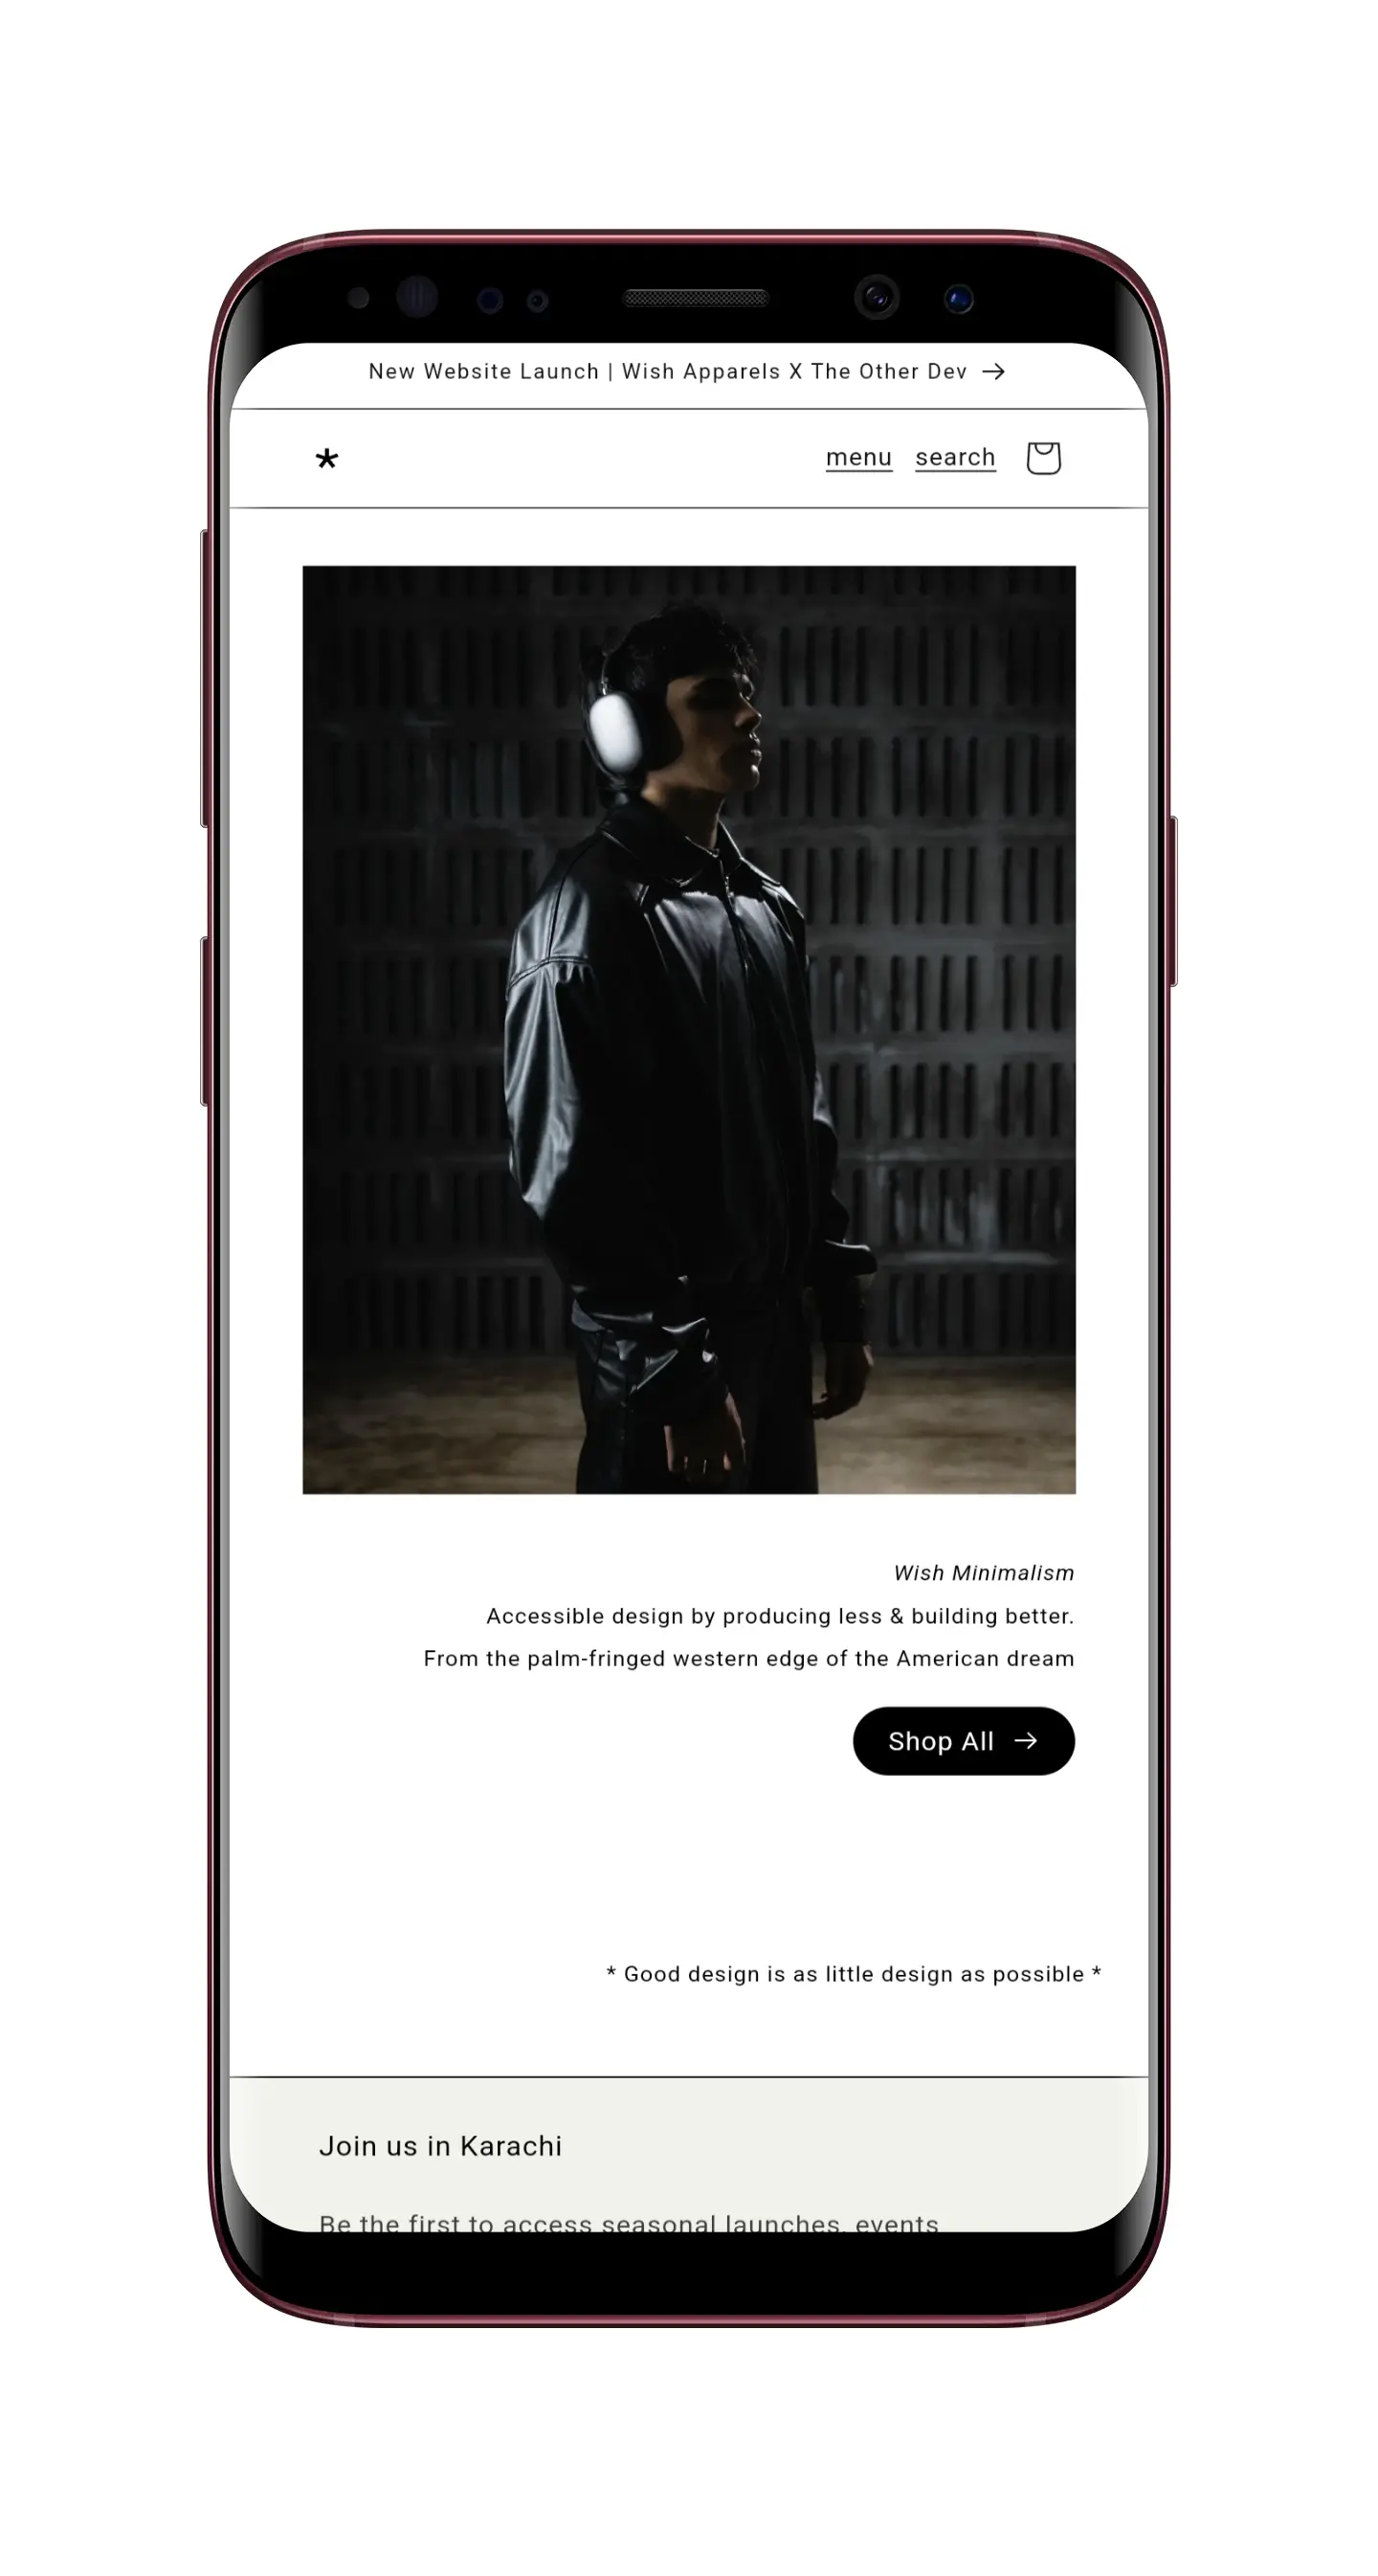 New Website Launch | Wish Apparels X The Other Dev →
* menu search
Wish Minimalism
Accessible design by producing less & building better.
From the palm-fringed western edge of the American dream
Shop All →
* Good design is as little design as possible *
Join us in Karachi
Be the first to access seasonal launches, events